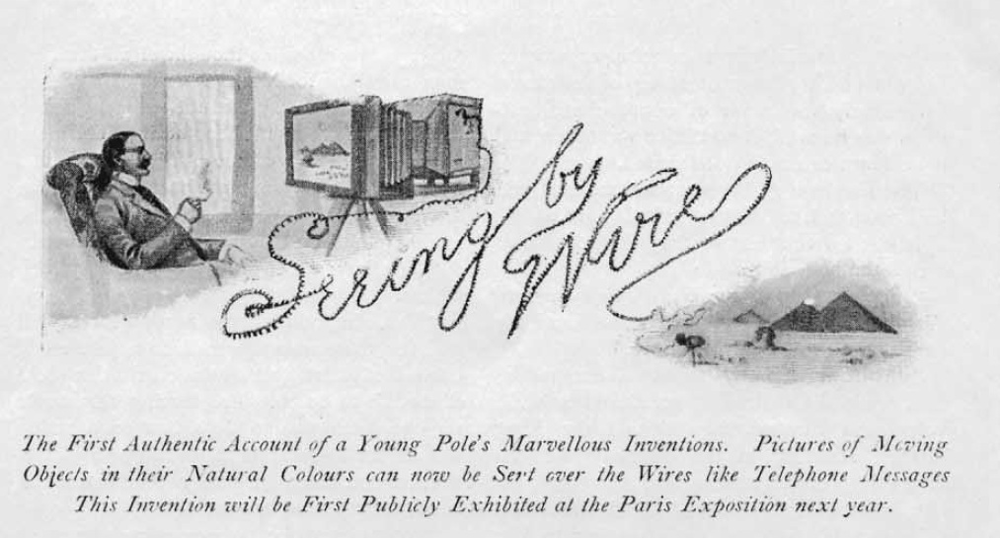 Seeing by
Wire
The First Authentic Account of a Young Pole's Marvellous Inventions. Pictures of Moving
Objects in their Natural Colours can now be Sent over the Wires like Telephone Messages
This Invention will be First Publicly Exhibited at the Paris Exposition next year.